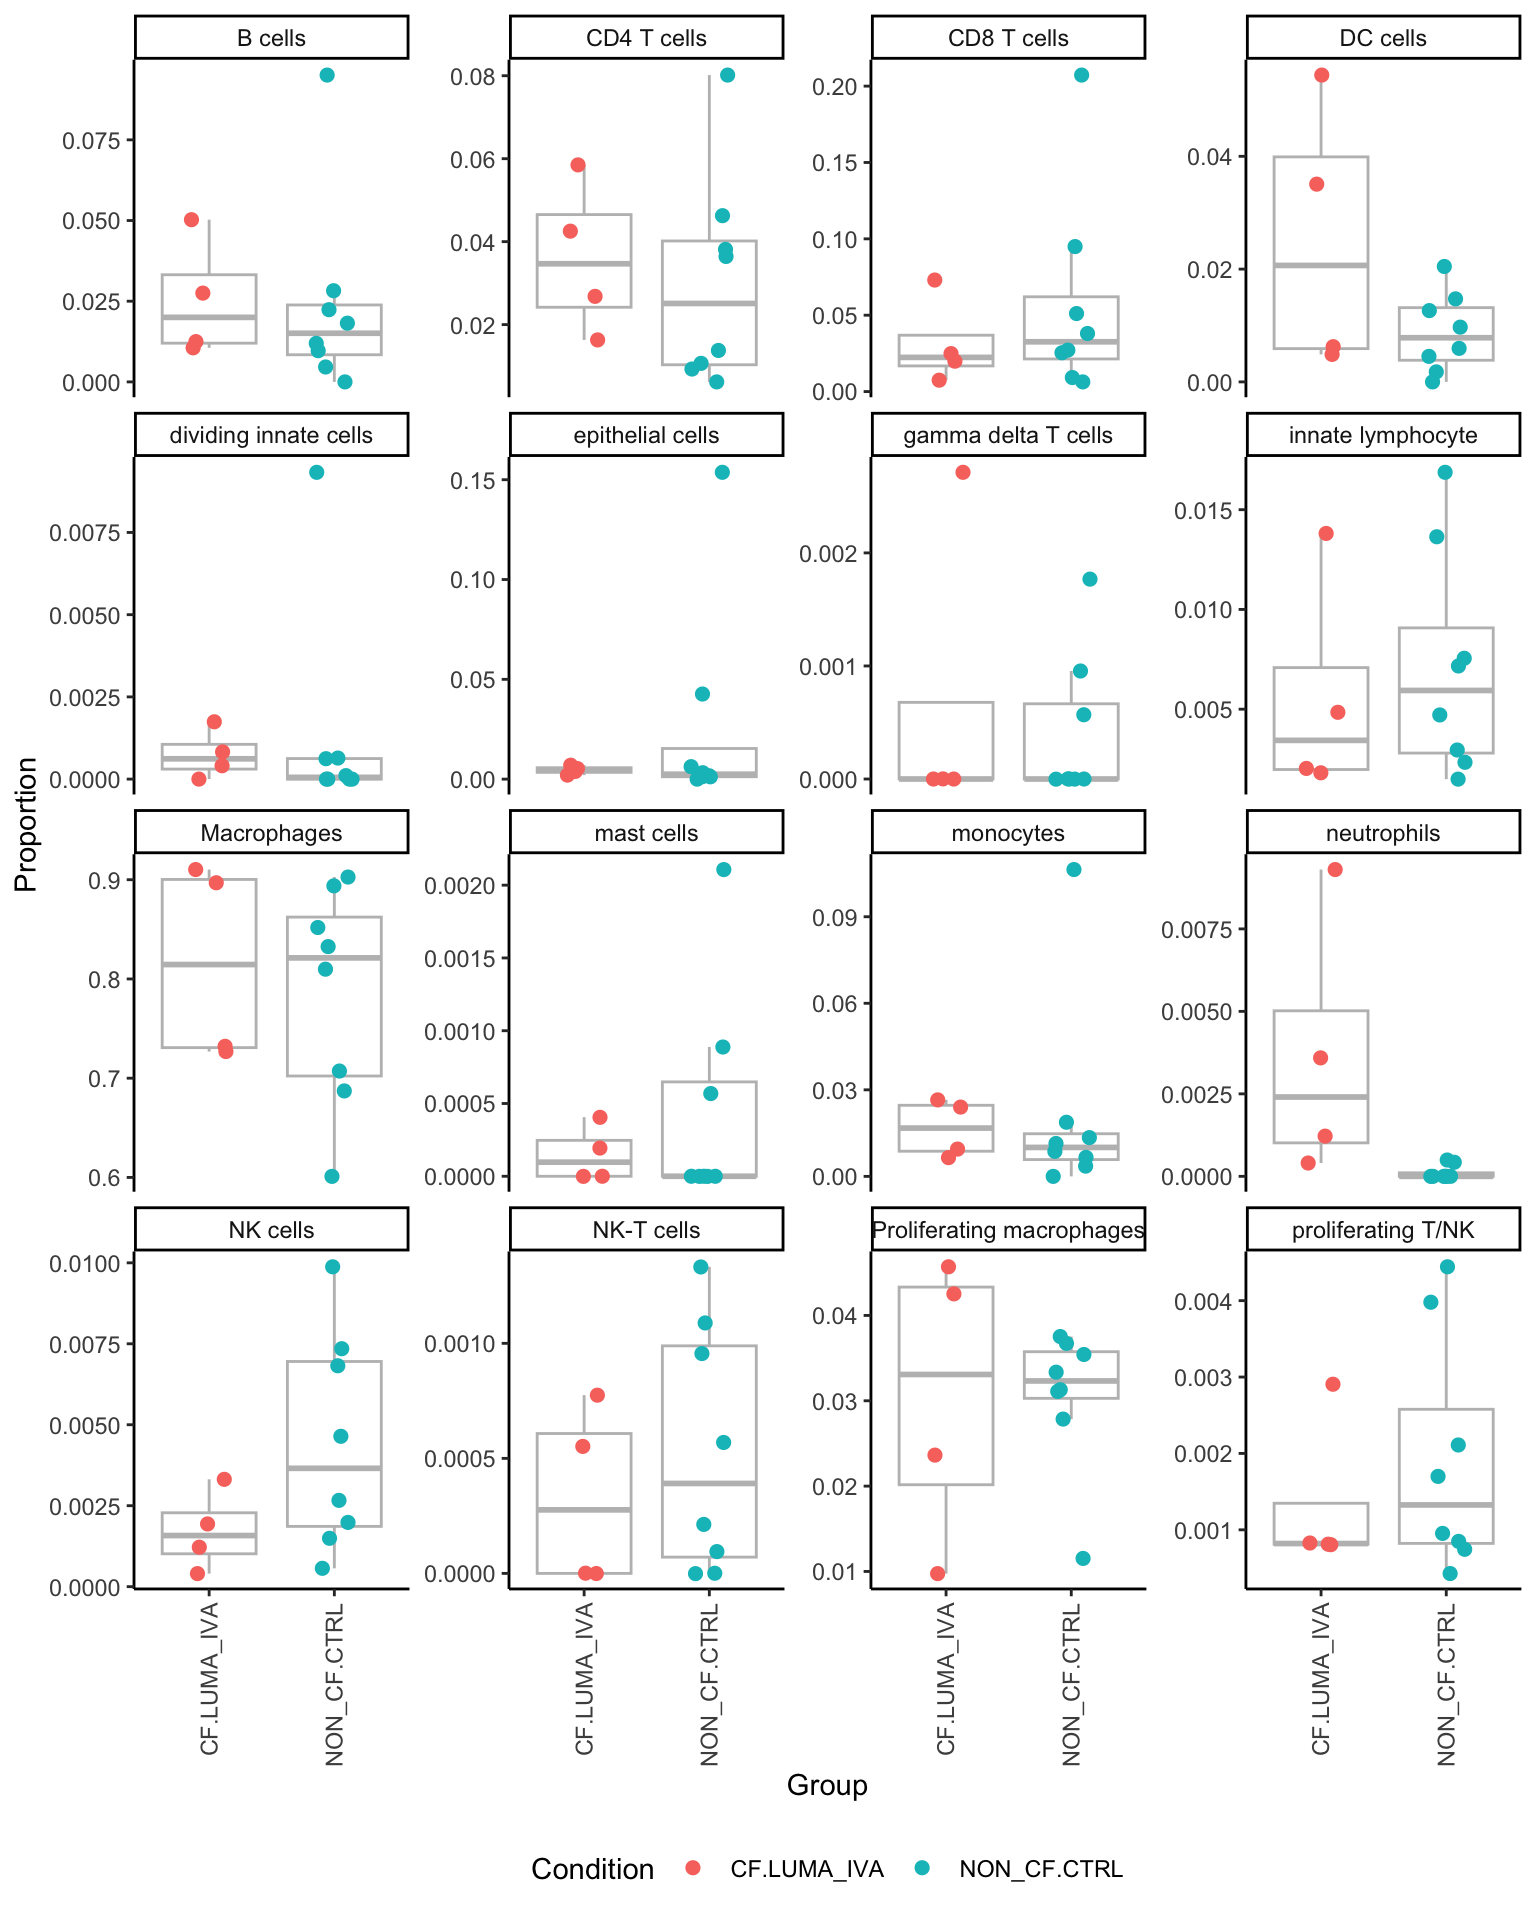 B cells
CD4 T cells
CD8 T cells
DC cells
0.075
0.050
0.025
0.000
0.08
0.06
0.04
0.02
0.20
0.15
0.10
0.05
0.00
0.04
0.02
0.00
dividing innate cells
epithelial cells
gamma delta T cells
innate lymphocyte
0.0075
0.0050
0.0025
0.0000
0.15
0.10
0.05
0.00
0.002
0.001
0.000
0.015
0.010
0.005
Proportion
Macrophages
mast cells
monocytes
neutrophils
0.9
0.8
0.7
0.6
0.0020
0.0015
0.0010
0.0005
0.0000
0.09
0.06
0.03
0.00
0.0075
0.0050
0.0025
0.0000
NK cells
NK-T cells
Proliferating macrophages
proliferating T/NK
0.0100
0.0075
0.0050
0.0025
0.0000
0.0010
0.0005
0.0000
0.04
0.03
0.02
0.01
0.004
0.003
0.002
0.001
CF.LUMA_IVA
NON_CF.CTRL
CF.LUMA_IVA
NON_CF.CTRL
CF.LUMA_IVA
NON_CF.CTRL
CF.LUMA_IVA
NON_CF.CTRL
Group
Condition CF.LUMA_IVA NON_CF.CTRL